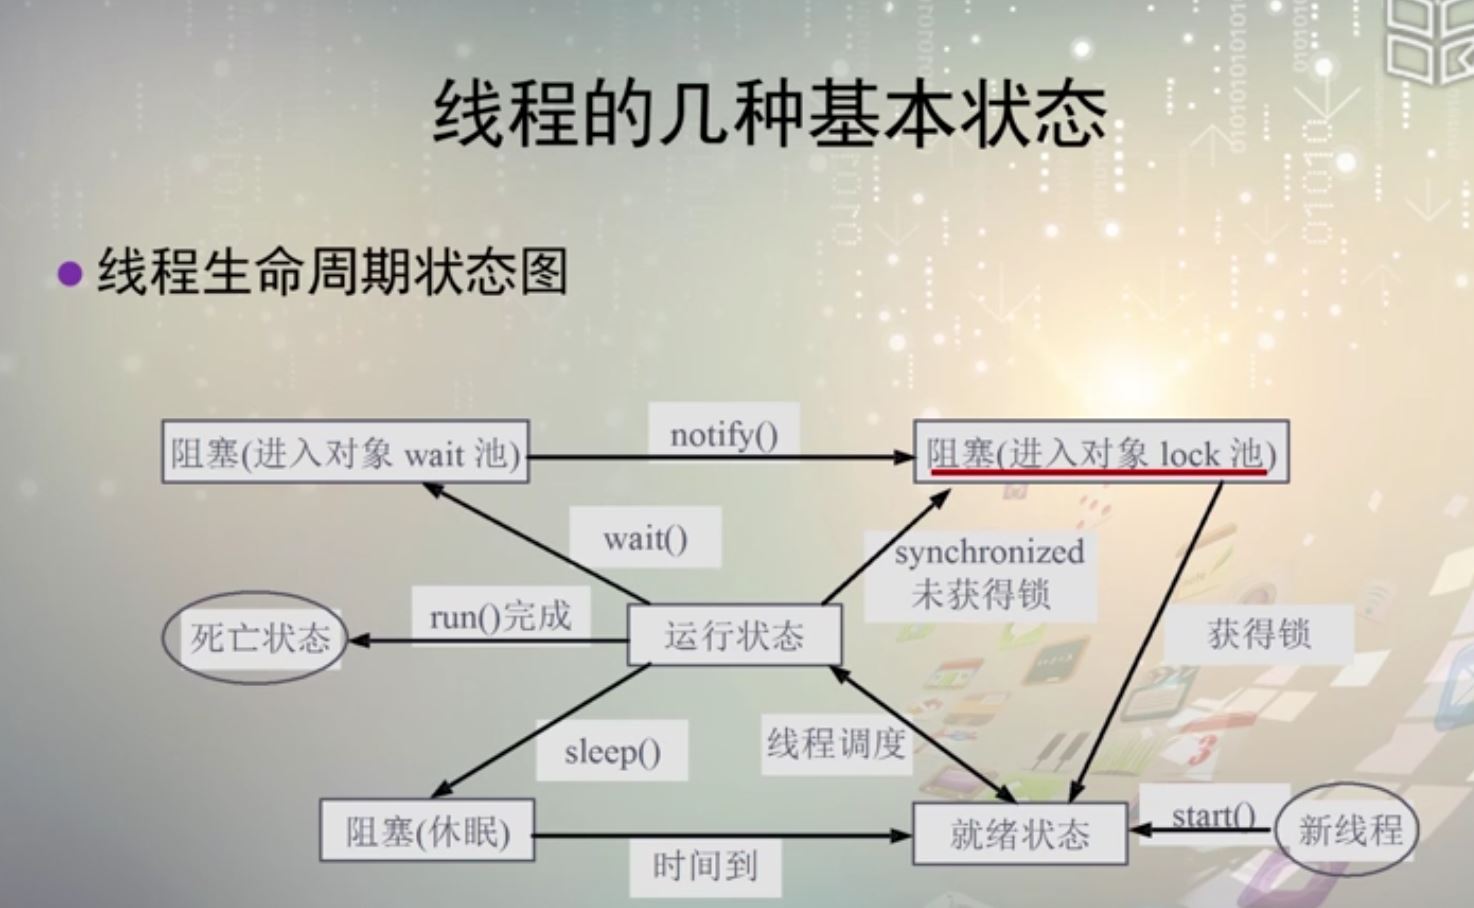 线程的几种基本状态
线程生命周期状态图
阻塞(进入对象 wait 池)
notify()
阻塞(进入对象 lock 池)
wait()
synchronized
未获得锁
死亡状态
run()完成
运行状态
获得锁
sleep()
线程调度
阻塞(休眠)
时间到
就绪状态
start()
新线程